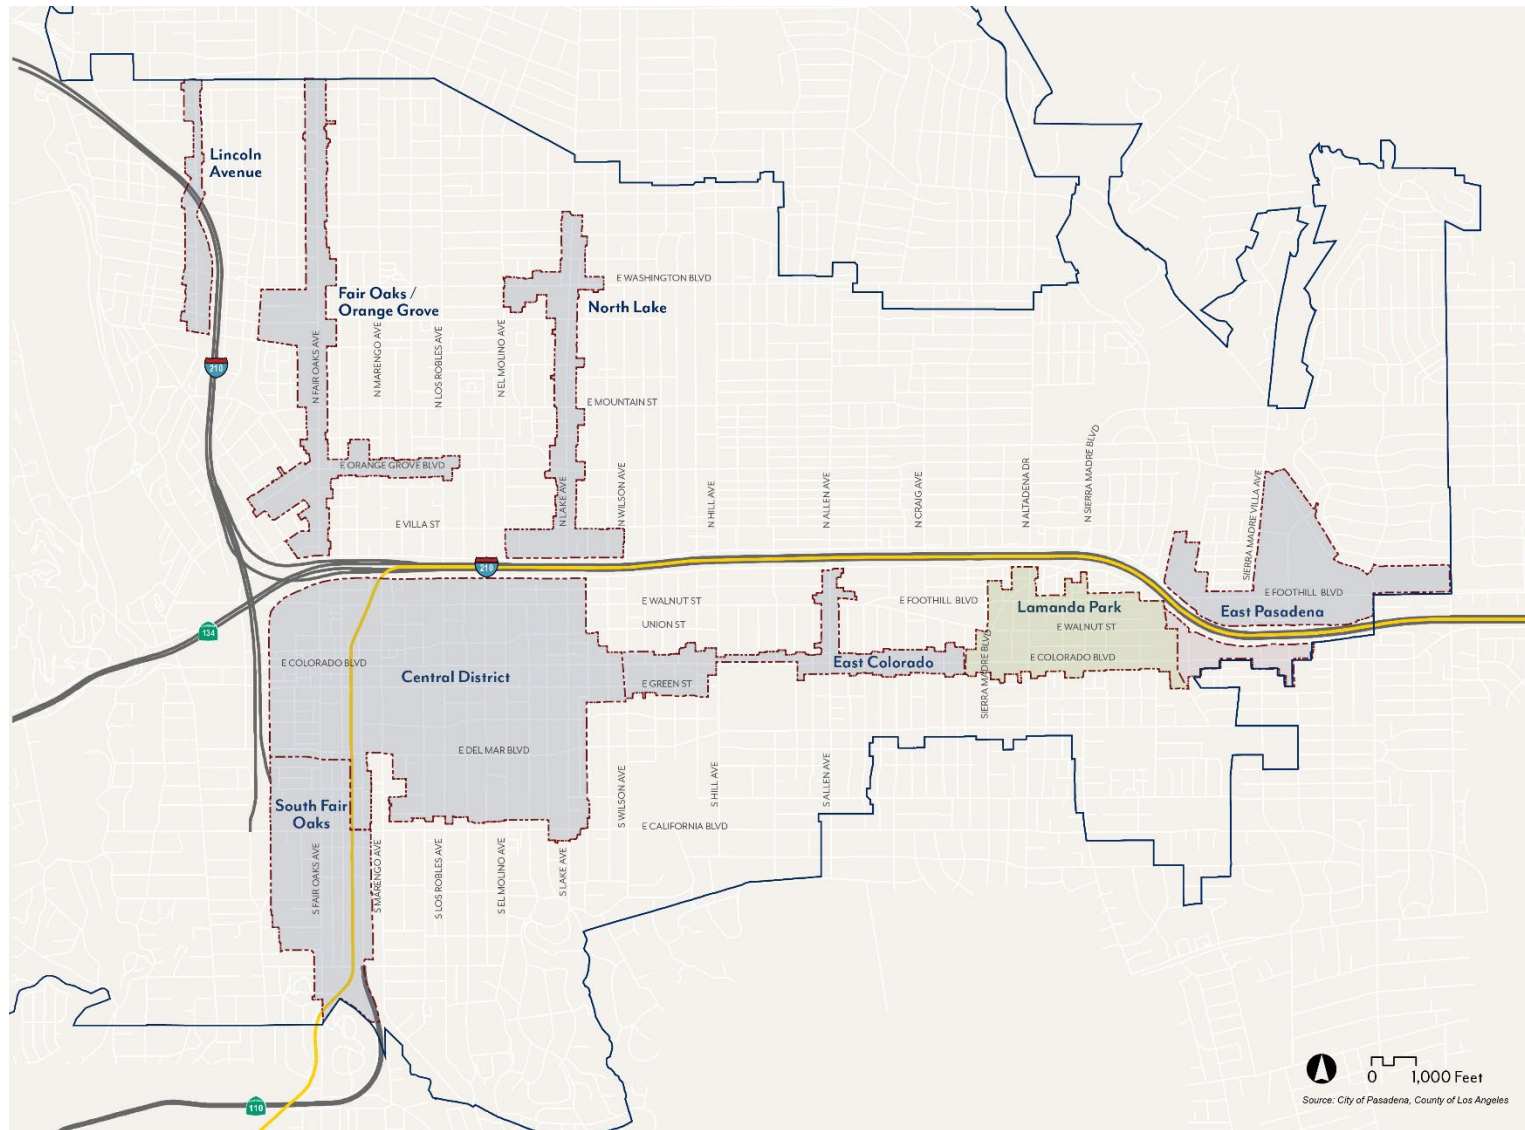 Lincoln
Avenue
E WASHINGTON BLVD
Fair Oaks /
Orange Grove
North Lake
N FAIR OAKS AVE
N MARENGO AVE
N LOS ROBLES AVE
N EL MOLINO AVE
210
E MOUNTAIN ST
E ORANGE GROVE BLVD
N LAKE AVE
N WILSON AVE
N HILL AVE
N ALLEN AVE
N CRAIG AVE
N ALTADENA DR
N SIERRA MADRE BLVD
SIERRA MADRE VILLA AVE
E VILLA ST
210
E WALNUT ST
E FOOTHILL BLVD
E FOOTHILL BLVD
Lamanda Park
East Pasadena
UNION ST
E WALNUT ST
134
E COLORADO BLVD
Central District
East Colorado
E COLORADO BLVD
E GREEN ST
SIERRA MADRE BLVD
E DEL MAR BLVD
South Fair
Oaks
S WILSON AVE
S HILL AVE
S ALLEN AVE
E CALIFORNIA BLVD
S FAIR OAKS AVE
S MARENGO AVE
S LOS ROBLES AVE
S EL MOLINO AVE
S LAKE AVE
110
0 1,000 Feet
Source: City of Pasadena, County of Los Angeles